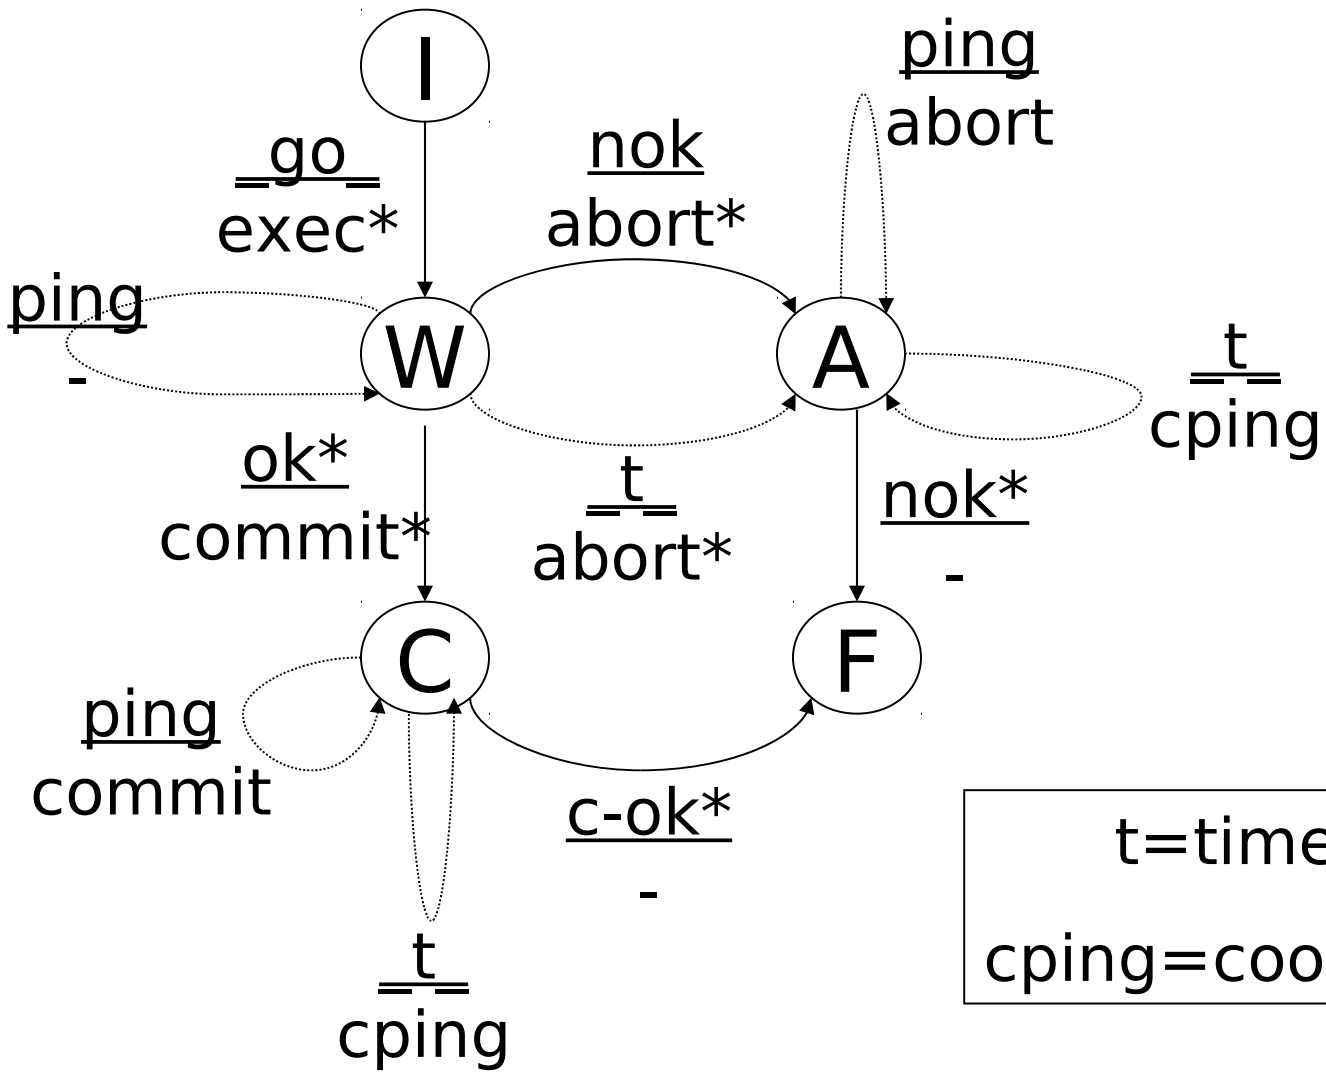 I
ping
abort
go
exec*
nok
abort*
ping
-
W
A
t
cping
ok*
commit*
t
abort*
nok*
-
C
F
ping
commit
c-ok*
-
t=time
t
cping
cping=coo